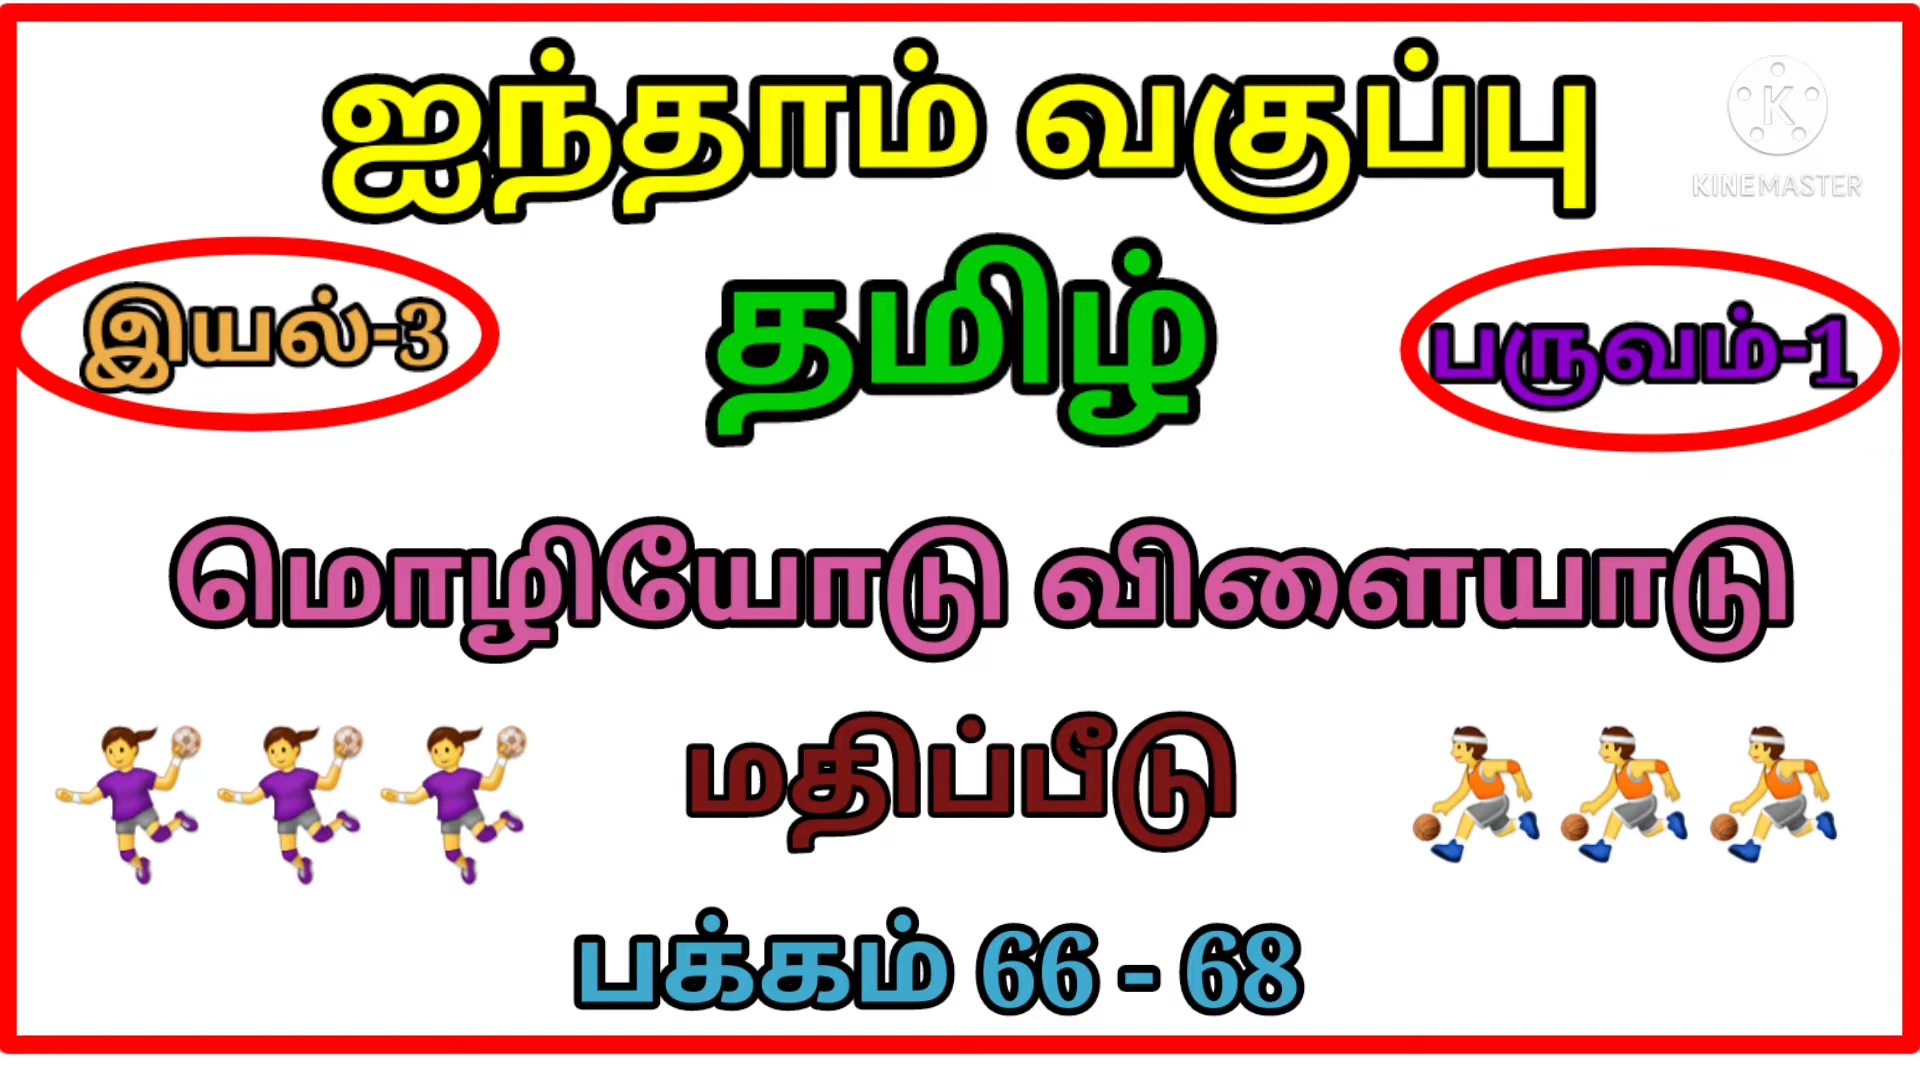 ஐந்தாம் வகுப்பு
KINEMASTER
இயல்-3
தமிழ்
பருவம்-1
மொழியோடு விளையாடு
மதிப்பீடு
பக்கம் 66 - 68